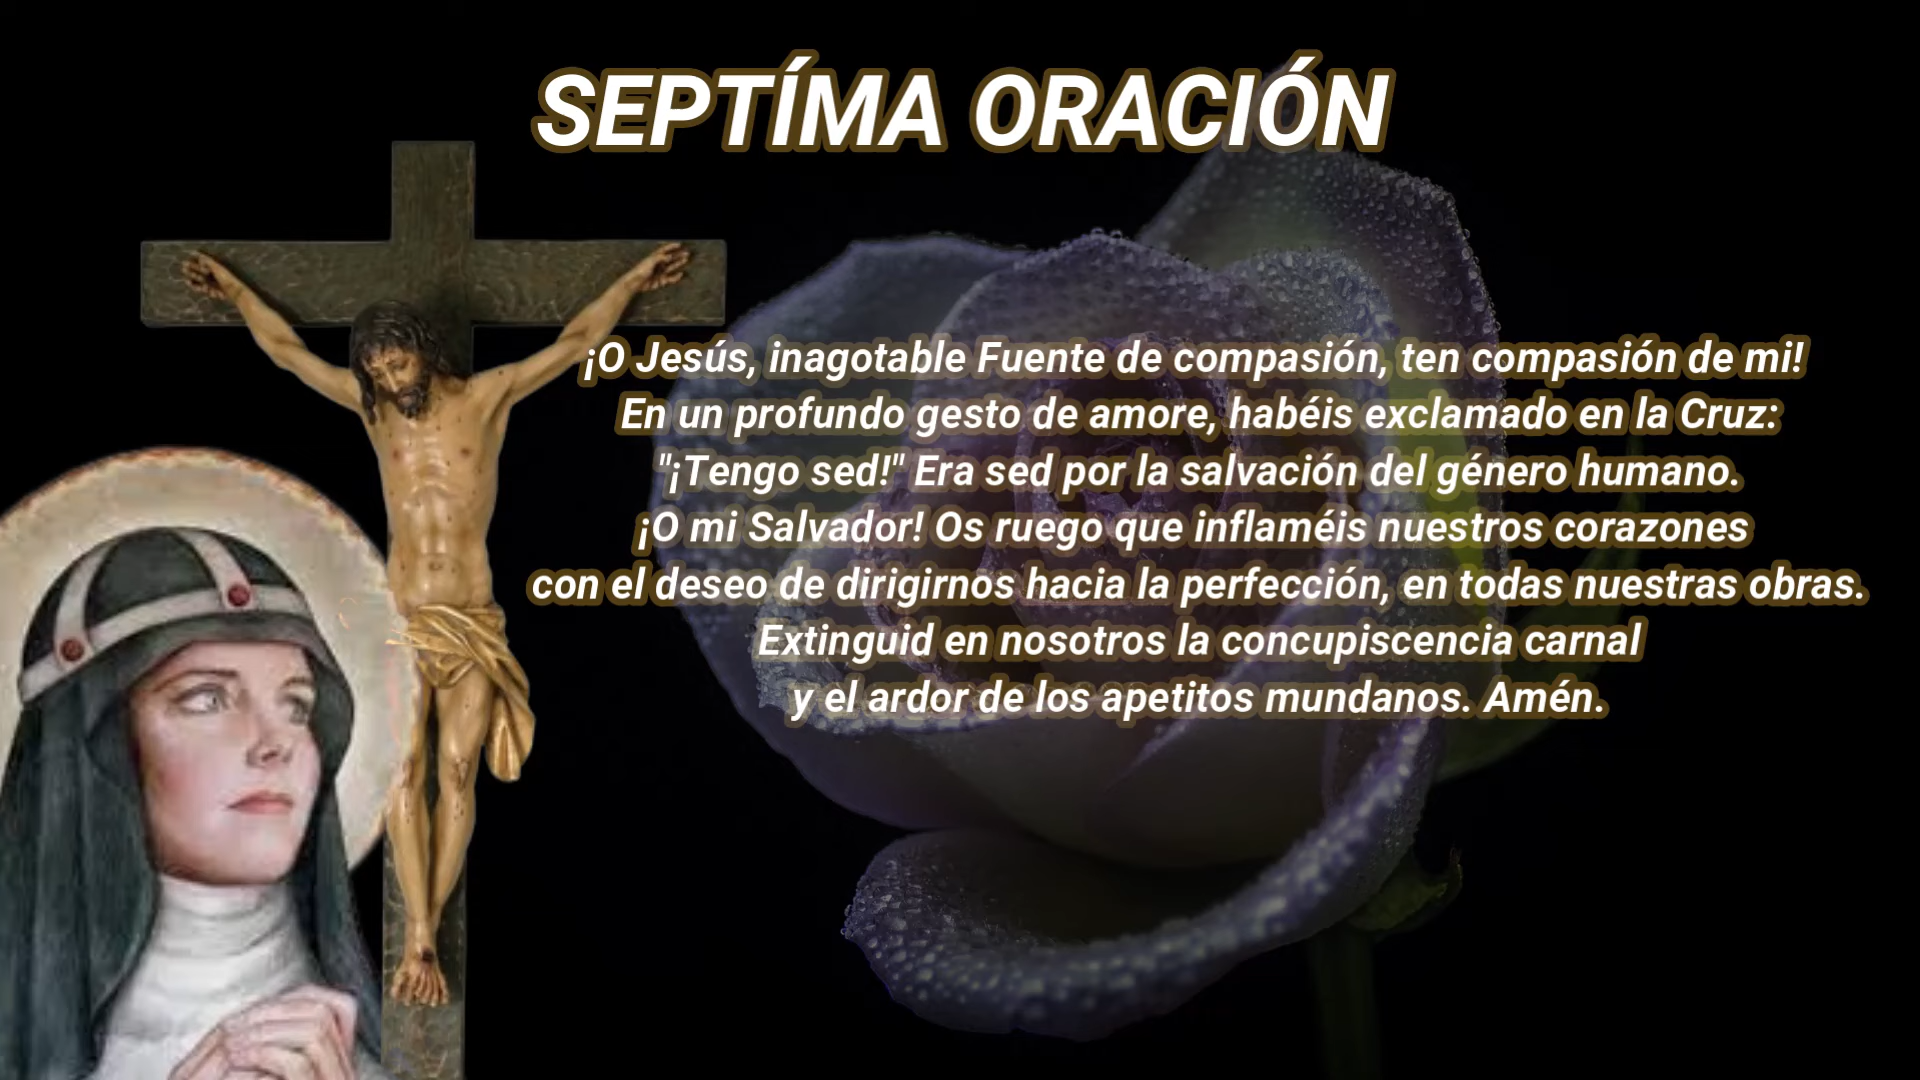 SEPTÍMA ORACIÓN
¡O Jesús, inagotable Fuente de compasión, ten compasión de mi!
En un profundo gesto de amore, habéis exclamado en la Cruz:
"¡Tengo sed!" Era sed por la salvación del género humano.
¡O mi Salvador! Os ruego que inflaméis nuestros corazones
con el deseo de dirigirnos hacia la perfección, en todas nuestras obras.
Extinguid en nosotros la concupiscencia carnal
y el ardor de los apetitos mundanos. Amén.